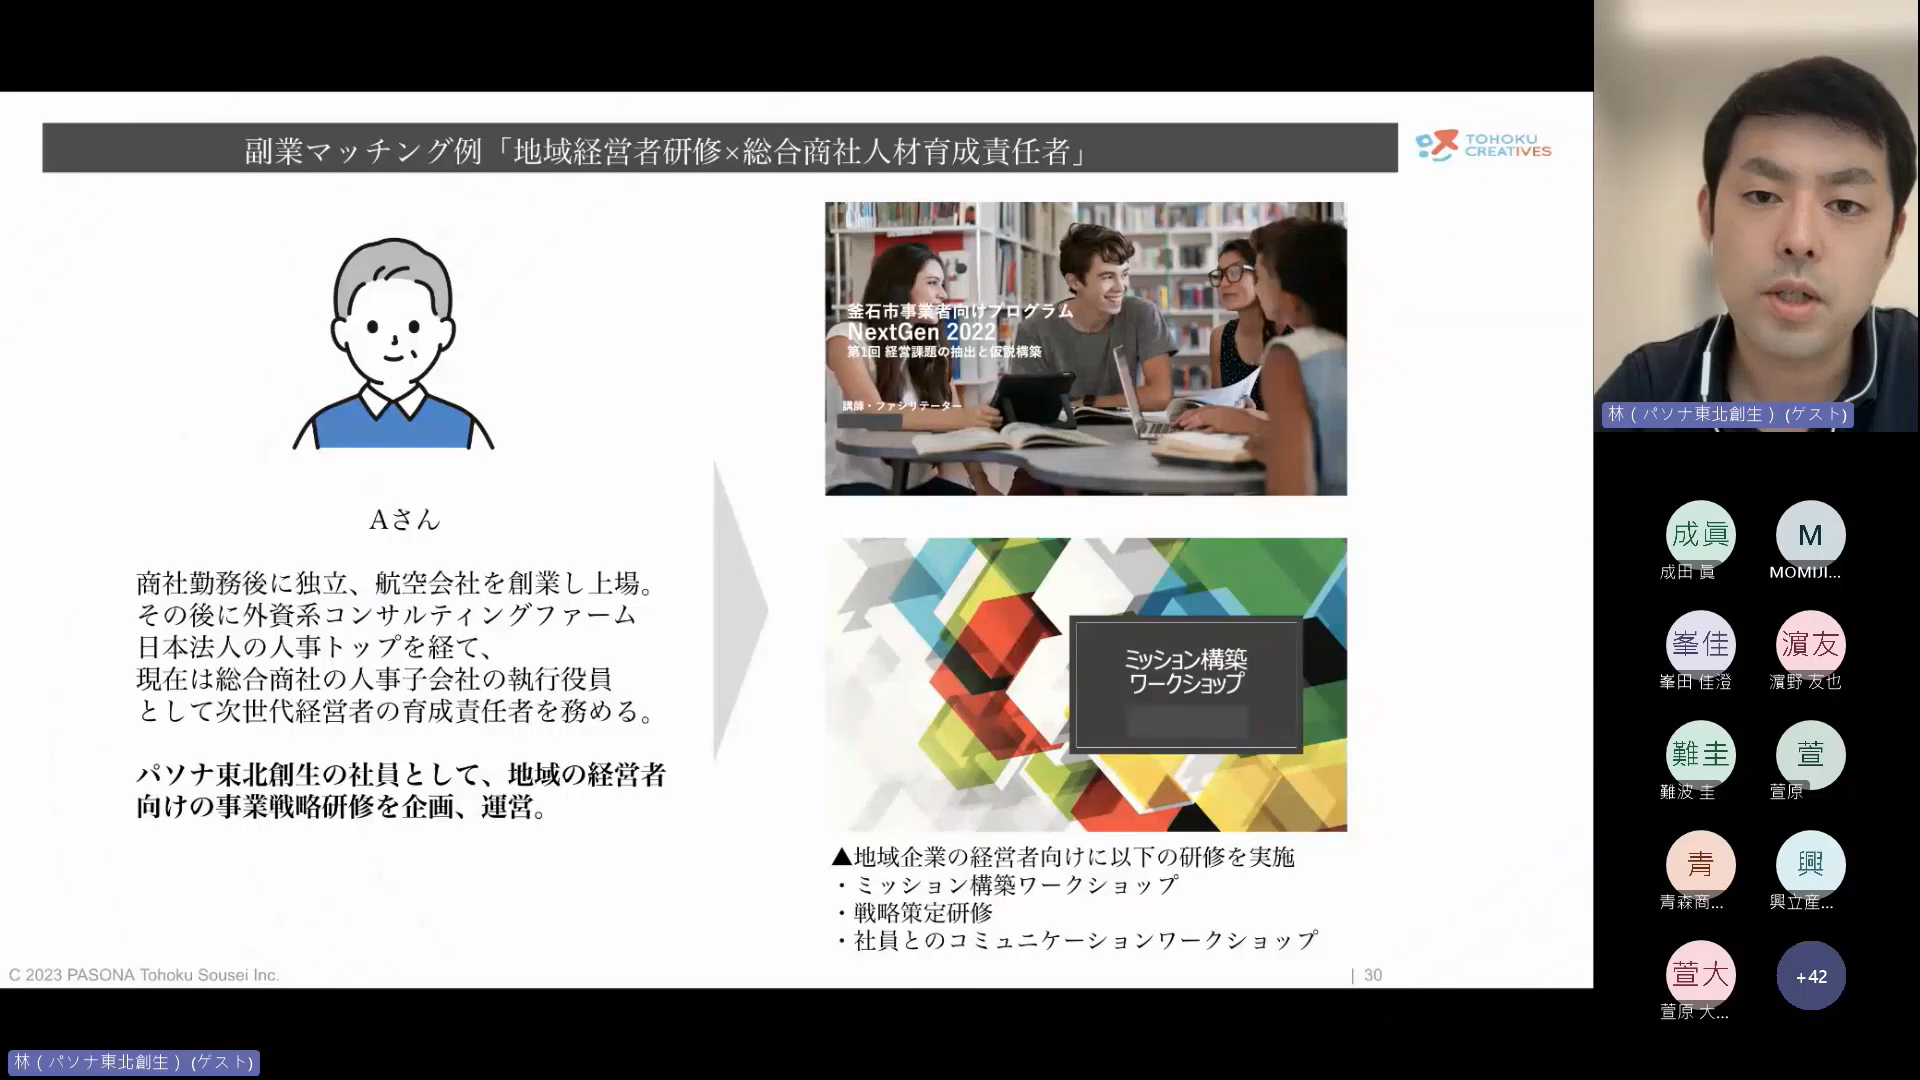 副業マッチング例「地域経営者研修×総合商社人材育成責任者」
TOHOKU
CREATIVES
Aさん
商社勤務後に独立、航空会社を創業し上場。
その後に外資系コンサルティングファーム
日本法人の人事トップを経て、
現在は総合商社の人事子会社の執行役員
として次世代経営者の育成責任者を務める。
パソナ東北創生の社員として、地域の経営者
向けの事業戦略研修を企画、運営。
釜石市事業者向けプログラム
NextGen 2022
第1回 経営課題の抽出と仮説構築
講師・ファシリテーター
ミッション構築
ワークショップ
▲地域企業の経営者向けに以下の研修を実施
・ミッション構築ワークショップ
・戦略策定研修
・社員とのコミュニケーションワークショップ
C 2023 PASONA Tohoku Sousei Inc.
| 30
林（パソナ東北創生）(ゲスト)
成眞
成田 眞
M
MOMIJI...
峯佳
峯田 佳澄
濵友
濵野 友也
難圭
難波 圭
萱
萱原
青
青森商...
興
興立産...
萱大
萱原 大...
+42
林（パソナ東北創生）(ゲスト)